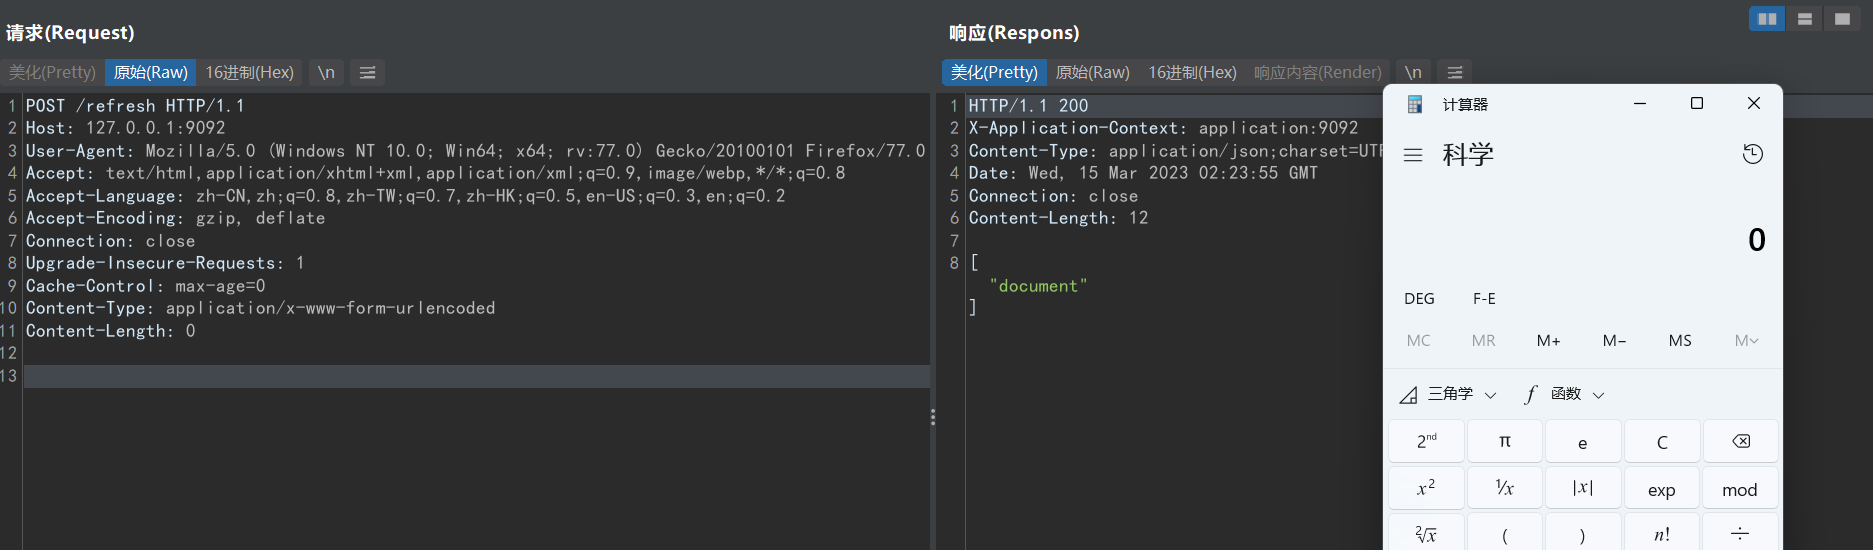 请求(Request)
美化(Pretty) 原始(Raw) 16进制(Hex) \n
1 POST /refresh HTTP/1.1
2 Host: 127.0.0.1:9092
3 User-Agent: Mozilla/5.0 (Windows NT 10.0; Win64; x64; rv:77.0) Gecko/20100101 Firefox/77.0
4 Accept: text/html,application/xhtml+xml,application/xml;q=0.9,image/webp,*/*;q=0.8
5 Accept-Language: zh-CN,zh;q=0.8,zh-TW;q=0.7,zh-HK;q=0.5,en-US;q=0.3,en;q=0.2
6 Accept-Encoding: gzip, deflate
7 Connection: close
8 Upgrade-Insecure-Requests: 1
9 Cache-Control: max-age=0
10 Content-Type: application/x-www-form-urlencoded
11 Content-Length: 0
12
13
响应(Respons)
美化(Pretty) 原始(Raw) 16进制(Hex) 响应内容(Render) \n
1 HTTP/1.1 200
2 X-Application-Context: application:9092
3 Content-Type: application/json;charset=UTF
4 Date: Wed, 15 Mar 2023 02:23:55 GMT
5 Connection: close
6 Content-Length: 12
7
8 [
"document"
]
计算器
科学
0
DEG F-E
MC MR M+ M− MS M
三角学 f 函数
2nd π e C
x² ¹/x |x| exp mod
²√x ( ) n! ÷